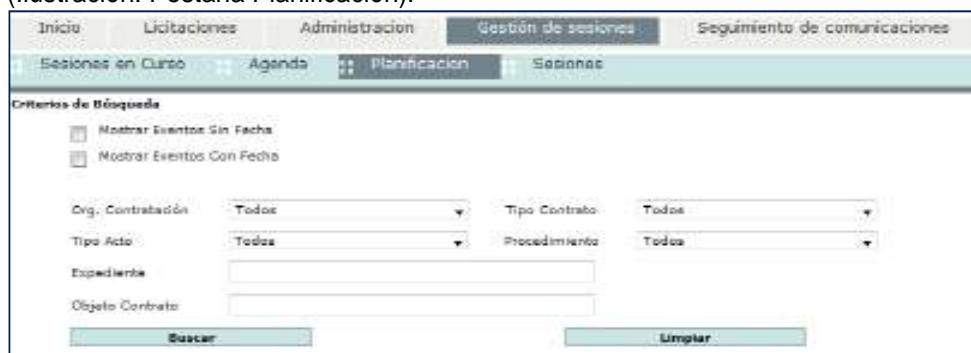 (Ilustración: Pestaña Planificación).
Inicio Licitaciones Administracion Gestión de sesiones Seguimiento de comunicaciones
Sesiones en Curso Agenda Planificacion Sesiones
Criterios de Búsqueda
Mostrar Eventos Sin Fecha
Mostrar Eventos Con Fecha
Org. Contratación Todos Tipo Contrato Todos
Tipo Acto Todos Procedimiento Todos
Expediente
Objeto Contrato
Buscar Limpiar